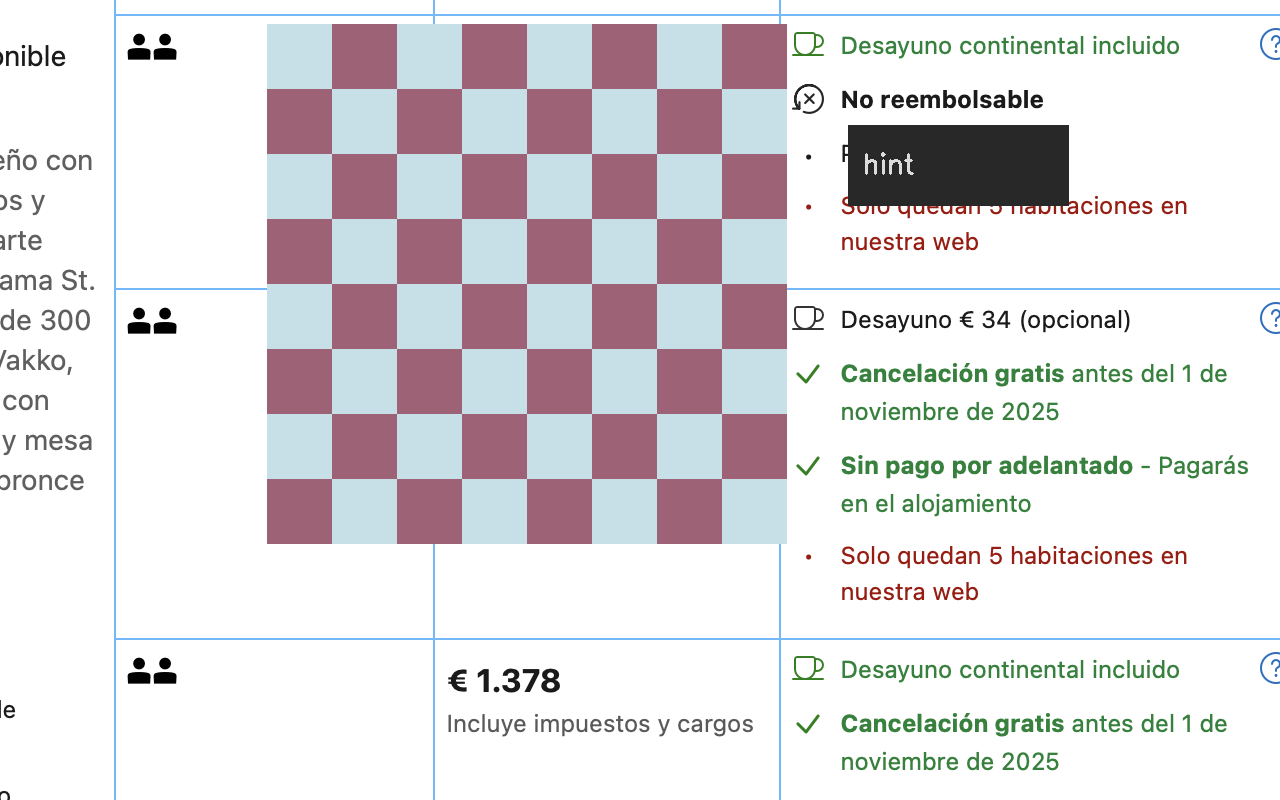 onible
eño con
os y
arte
ama St.
de 300
Vakko,
con
y mesa
bronce
Desayuno continental incluido
No reembolsable
hint
Solo quedan 5 habitaciones en
nuestra web
Desayuno € 34 (opcional)
Cancelación gratis antes del 1 de
noviembre de 2025
Sin pago por adelantado - Pagarás
en el alojamiento
Solo quedan 5 habitaciones en
nuestra web
€ 1.378
Incluye impuestos y cargos
Desayuno continental incluido
Cancelación gratis antes del 1 de
noviembre de 2025